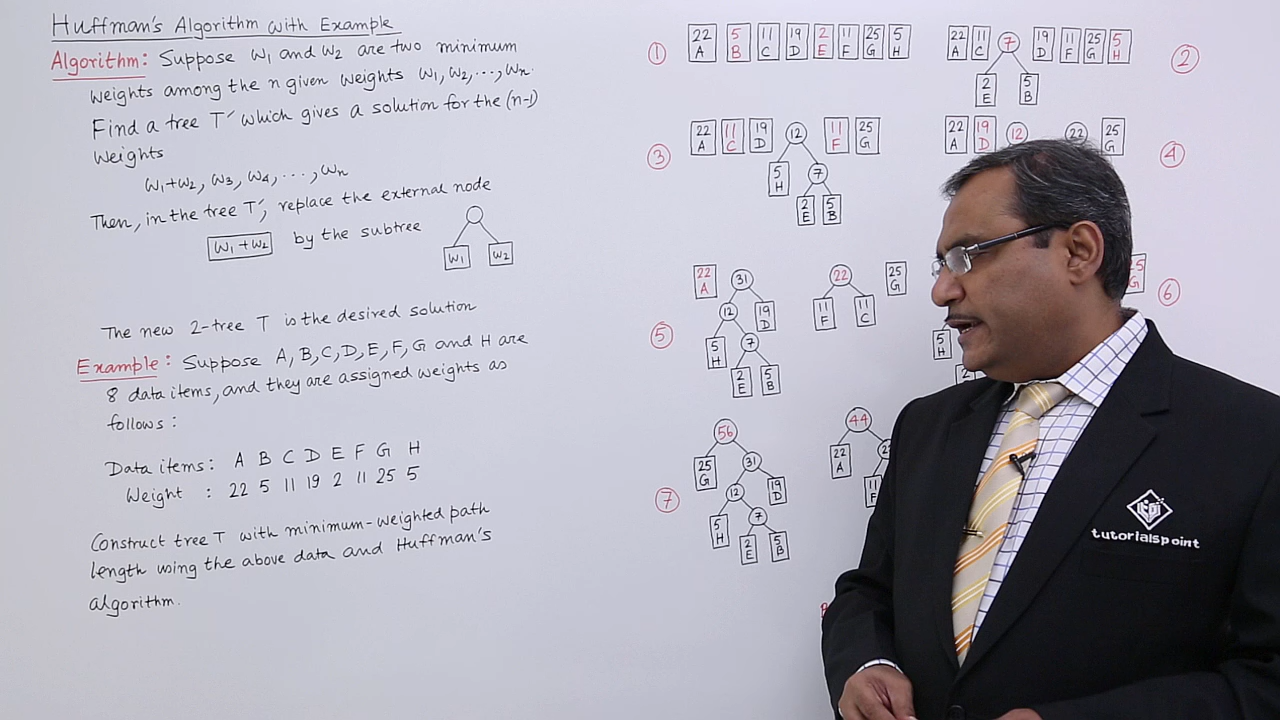 Huffman's Algorithm with Example
Algorithm: Suppose w1 and w2 are two minimum
weights among the n given weights w1, w2, ..., wn.
Find a tree T' which gives a solution for the (n-1)
weights
w1+w2, w3, w4, ..., wn
Then, in the tree T', replace the external node
w1+w2 by the subtree
w1 w2
The new 2-tree T is the desired solution
Example: Suppose A, B, C, D, E, F, G and H are
8 data items, and they are assigned weights as
follows:
Data items: A B C D E F G H
Weight : 22 5 11 19 2 11 25 5
Construct tree T with minimum-weighted path
length using the above data and Huffman's
algorithm.
1
22 5 11 19 2 11 25 5
A B C D E F G H
2
22 11 7 19 11 25 5
A C D F G H
2 5
E B
3
22 11 19 12 11 25
A C D F G
5 7
H
2 5
E B
4
22 19 12 22 25
A D G
5
22 31 22 25
A G
12 19 11 11
D F C
5 7
H
2 5
E B
6
25
G
5
H
2
7
56
25 31
G
12 19
D
5 7
H
2 5
E B
44
22
A
11
F
tutorialspoint